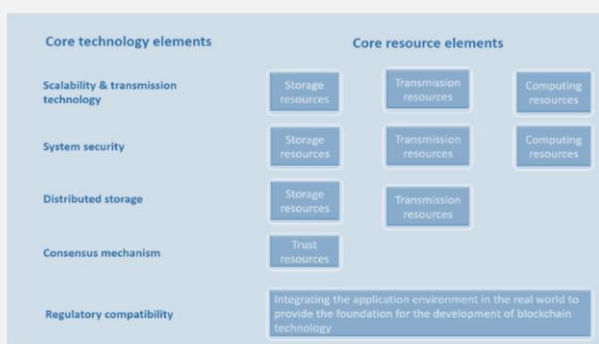 Core technology elements
Core resource elements
Scalability & transmission
technology
Storage
resources
Transmission
resources
Computing
resources
System security
Storage
resources
Transmission
resources
Computing
resources
Distributed storage
Storage
resources
Transmission
resources
Consensus mechanism
Trust
resources
Regulatory compatibility
Integrating the application environment in the real world to
provide the foundation for the development of blockchain
technology